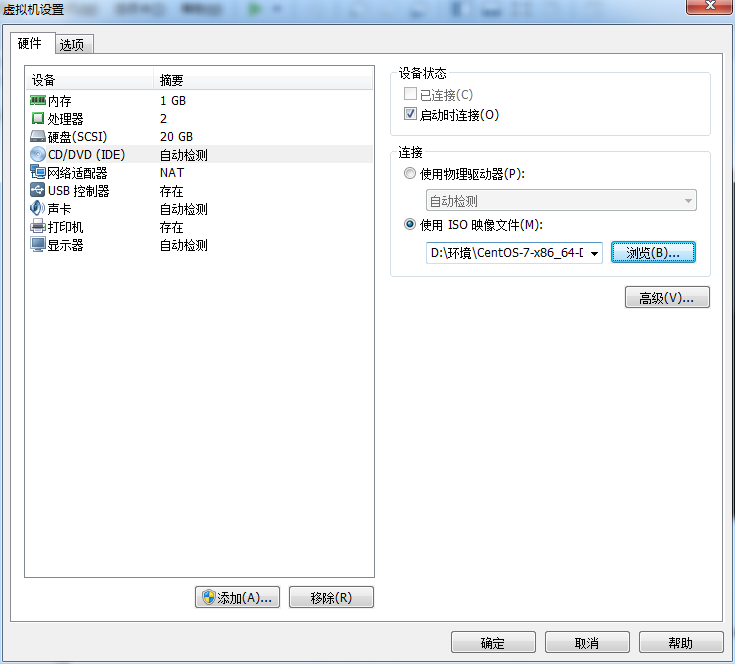 虚拟机设置
硬件 选项
设备 摘要
内存 1 GB
处理器 2
硬盘(SCSI) 20 GB
CD/DVD (IDE) 自动检测
网络适配器 NAT
USB 控制器 存在
声卡 自动检测
打印机 存在
显示器 自动检测
添加(A)... 移除(R)
设备状态
已连接(C)
启动时连接(O)
连接
使用物理驱动器(P):
自动检测
使用 ISO 映像文件(M):
D:\环境\CentOS-7-x86_64-D 浏览(B)...
高级(V)...
确定 取消 帮助